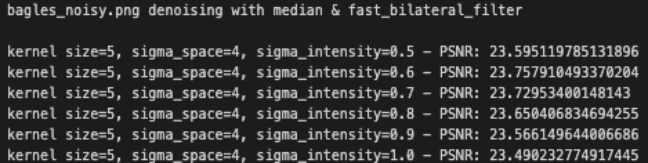 bagles_noisy.png denoising with median & fast_bilateral_filter
kernel size=5, sigma_space=4, sigma_intensity=0.5 - PSNR: 23.595119785131896
kernel size=5, sigma_space=4, sigma_intensity=0.6 - PSNR: 23.757910493370204
kernel size=5, sigma_space=4, sigma_intensity=0.7 - PSNR: 23.72953400148143
kernel size=5, sigma_space=4, sigma_intensity=0.8 - PSNR: 23.650406834694255
kernel size=5, sigma_space=4, sigma_intensity=0.9 - PSNR: 23.566149644006686
kernel size=5, sigma_space=4, sigma_intensity=1.0 - PSNR: 23.490232774917445